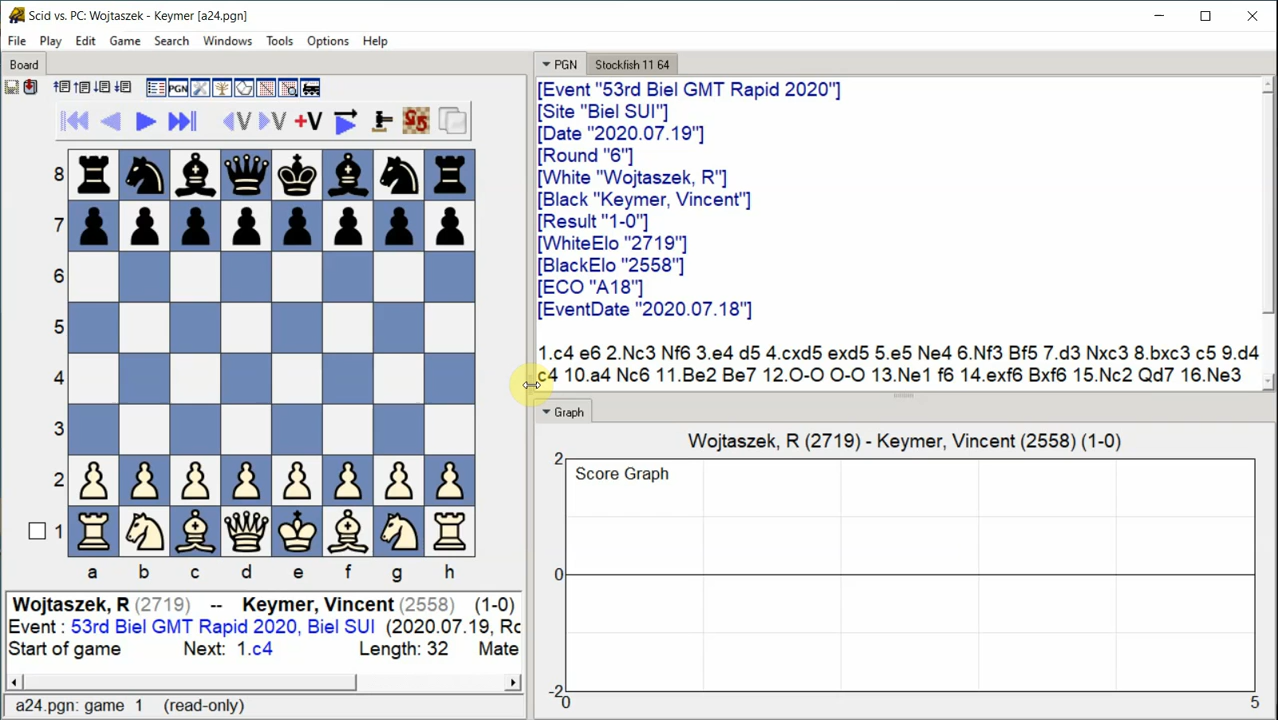 Scid vs. PC: Wojtaszek - Keymer [a24.pgn]
File Play Edit Game Search Windows Tools Options Help
Board
PGN Stockfish 11 64
PGN
V V +V
8
7
6
5
4
3
2
1
a b c d e f g h
[Event "53rd Biel GMT Rapid 2020"]
[Site "Biel SUI"]
[Date "2020.07.19"]
[Round "6"]
[White "Wojtaszek, R"]
[Black "Keymer, Vincent"]
[Result "1-0"]
[WhiteElo "2719"]
[BlackElo "2558"]
[ECO "A18"]
[EventDate "2020.07.18"]
1.c4 e6 2.Nc3 Nf6 3.e4 d5 4.cxd5 exd5 5.e5 Ne4 6.Nf3 Bf5 7.d3 Nxc3 8.bxc3 c5 9.d4
c4 10.a4 Nc6 11.Be2 Be7 12.O-O O-O 13.Ne1 f6 14.exf6 Bxf6 15.Nc2 Qd7 16.Ne3
Graph
Wojtaszek, R (2719) - Keymer, Vincent (2558) (1-0)
Score Graph
2
0
-2
0 5
Wojtaszek, R (2719) -- Keymer, Vincent (2558) (1-0)
Event : 53rd Biel GMT Rapid 2020, Biel SUI (2020.07.19, Ro
Start of game Next: 1.c4 Length: 32 Mate
a24.pgn: game 1 (read-only)